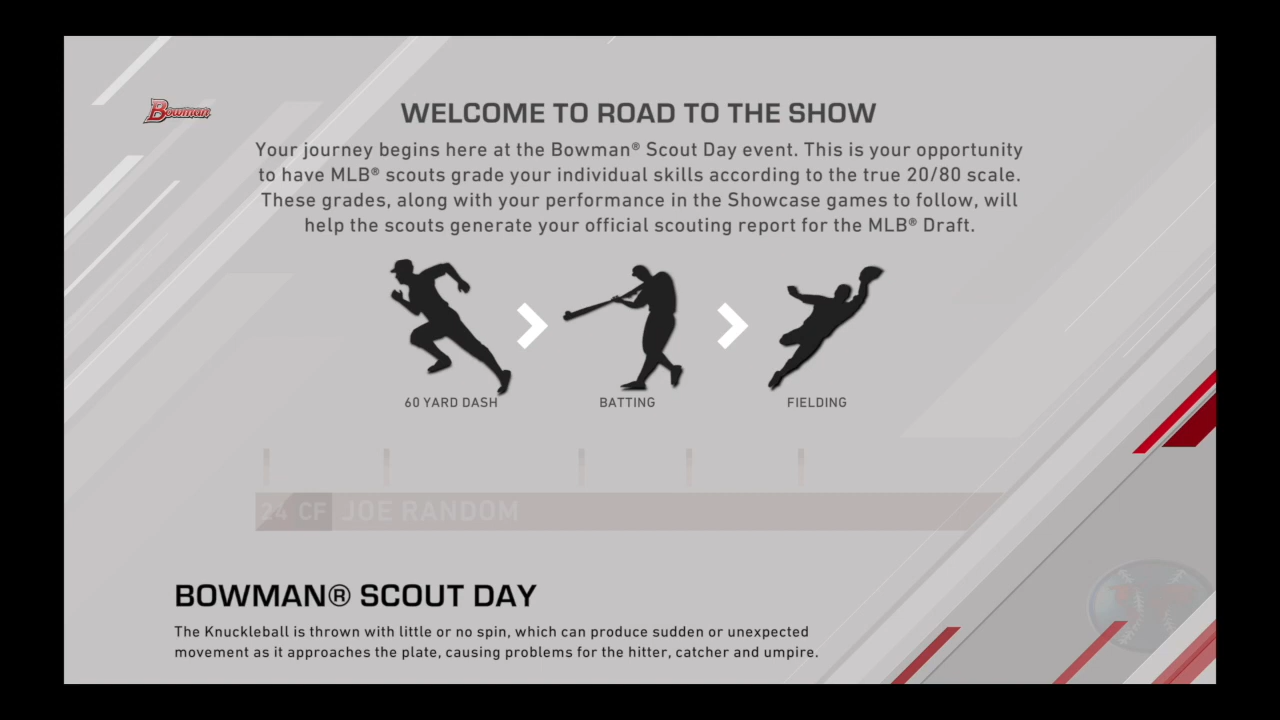 Bowman
WELCOME TO ROAD TO THE SHOW
Your journey begins here at the Bowman® Scout Day event. This is your opportunity
to have MLB® scouts grade your individual skills according to the true 20/80 scale.
These grades, along with your performance in the Showcase games to follow, will
help the scouts generate your official scouting report for the MLB® Draft.
60 YARD DASH
BATTING
FIELDING
24 CF JOE RANDOM
BOWMAN® SCOUT DAY
The Knuckleball is thrown with little or no spin, which can produce sudden or unexpected
movement as it approaches the plate, causing problems for the hitter, catcher and umpire.